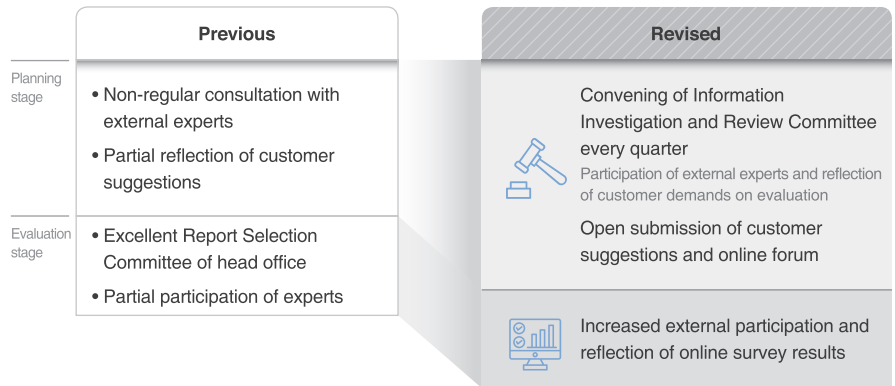 Previous
Revised
Planning
stage
• Non-regular consultation with
external experts
• Partial reflection of customer
suggestions
Convening of Information
Investigation and Review Committee
every quarter
Participation of external experts and reflection
of customer demands on evaluation
Open submission of customer
suggestions and online forum
Evaluation
stage
• Excellent Report Selection
Committee of head office
• Partial participation of experts
Increased external participation and
reflection of online survey results